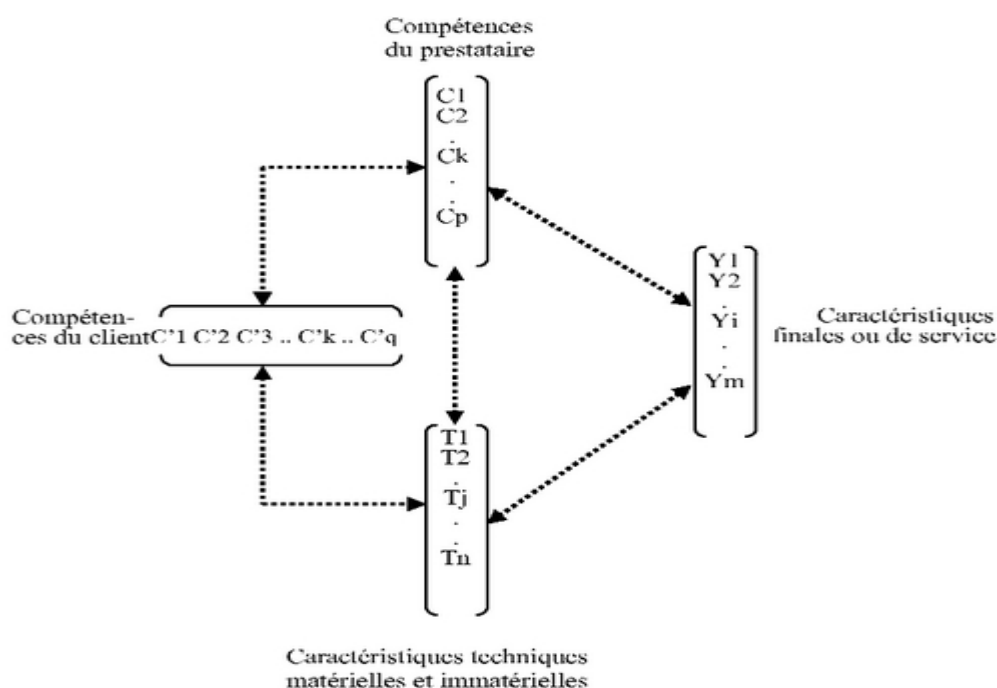 Compétences
du prestataire
C1
C2
.
Ck
.
.
Cp
Compéten-
ces du client
C'1 C'2 C'3 .. C'k .. C'q
Y1
Y2
.
Yi
.
.
Ym
Caractéristiques
finales ou de service
T1
T2
.
Tj
.
.
Tn
Caractéristiques techniques
matérielles et immatérielles